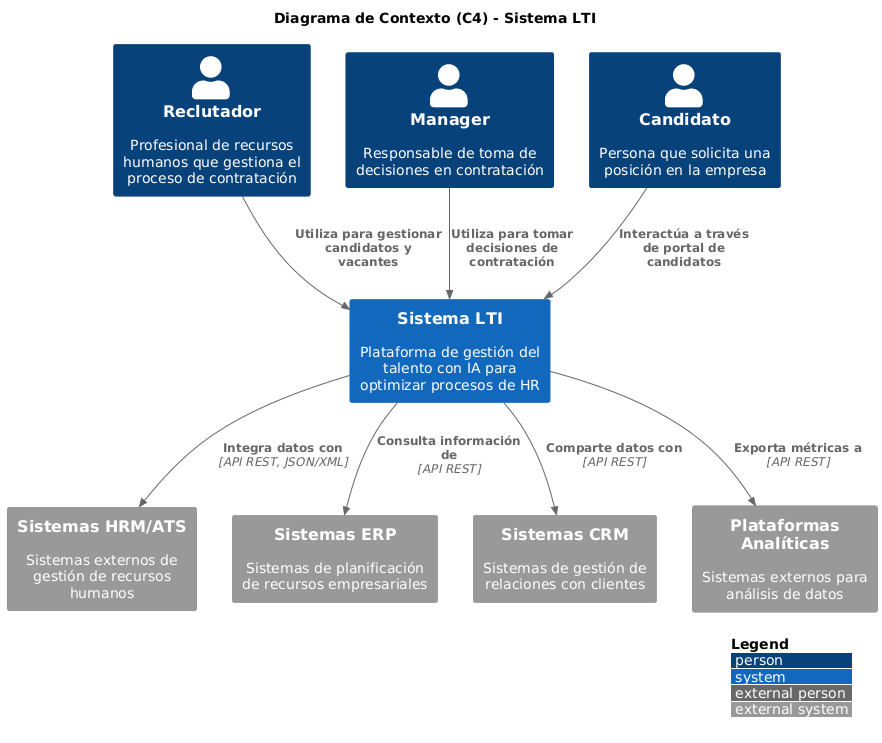 Diagrama de Contexto (C4) - Sistema LTI
Reclutador
Profesional de recursos
humanos que gestiona el
proceso de contratación
Manager
Responsable de toma de
decisiones en contratación
Candidato
Persona que solicita una
posición en la empresa
Utiliza para gestionar
candidatos y
vacantes
Utiliza para tomar
decisiones de
contratación
Interactúa a través
de portal de
candidatos
Sistema LTI
Plataforma de gestión del
talento con IA para
optimizar procesos de HR
Integra datos con
[API REST, JSON/XML]
Consulta información
de
[API REST]
Comparte datos con
[API REST]
Exporta métricas a
[API REST]
Sistemas HRM/ATS
Sistemas externos de
gestión de recursos
humanos
Sistemas ERP
Sistemas de planificación
de recursos empresariales
Sistemas CRM
Sistemas de gestión de
relaciones con clientes
Plataformas
Analíticas
Sistemas externos para
análisis de datos
Legend
person
system
external person
external system